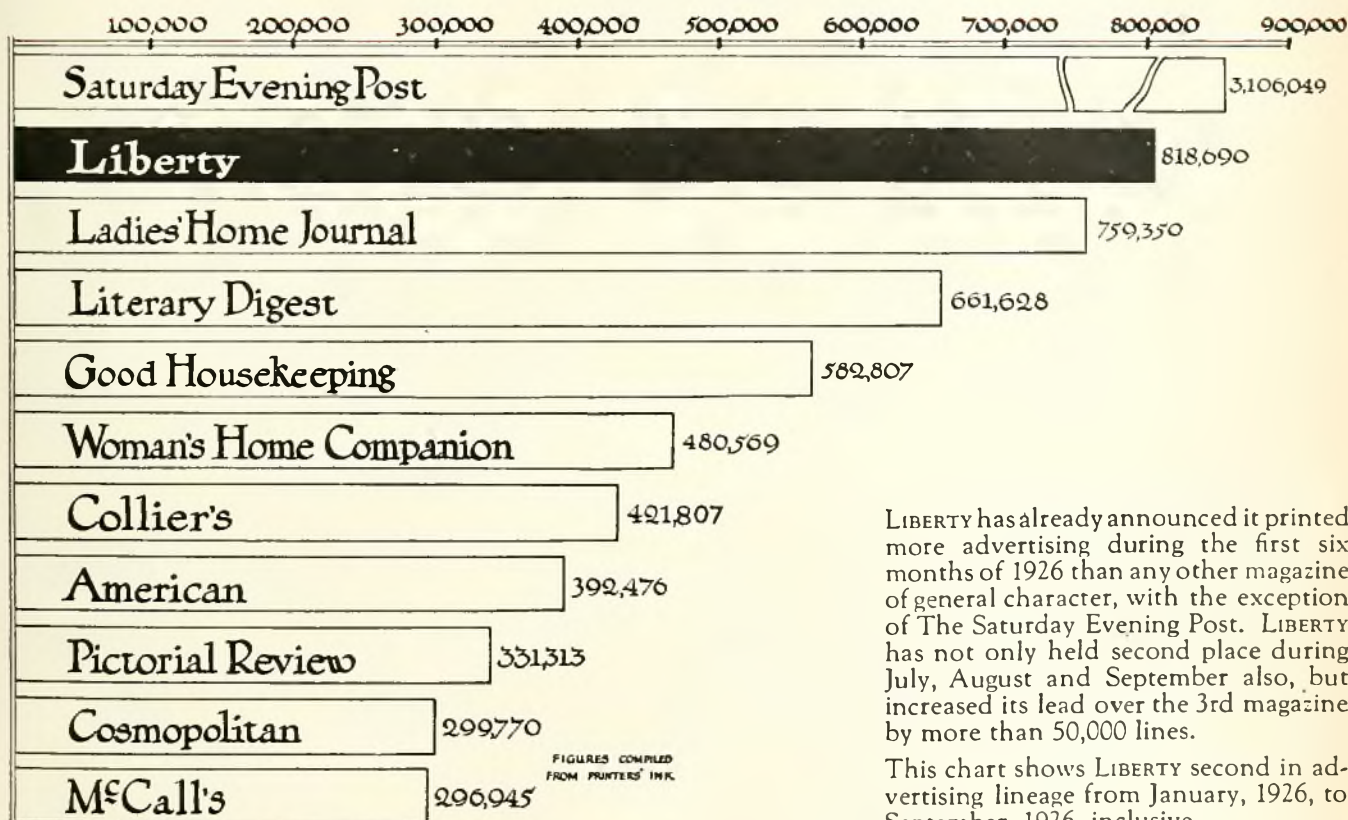 100,000 200,000 300,000 400,000 500,000 600,000 700,000 800,000 900,000
Saturday Evening Post 3,106,049
Liberty 818,690
Ladies' Home Journal 759,350
Literary Digest 661,628
Good Housekeeping 582,807
Woman's Home Companion 480,569
Collier's 421,807
American 392,476
Pictorial Review 331,313
Cosmopolitan 299,770
FIGURES COMPILED
FROM PRINTERS' INK
McCall's 296,945
LIBERTY has already announced it printed
more advertising during the first six
months of 1926 than any other magazine
of general character, with the exception
of The Saturday Evening Post. LIBERTY
has not only held second place during
July, August and September also, but
increased its lead over the 3rd magazine
by more than 50,000 lines.
This chart shows LIBERTY second in ad-
vertising lineage from January, 1926, to
September, 1926, inclusive.